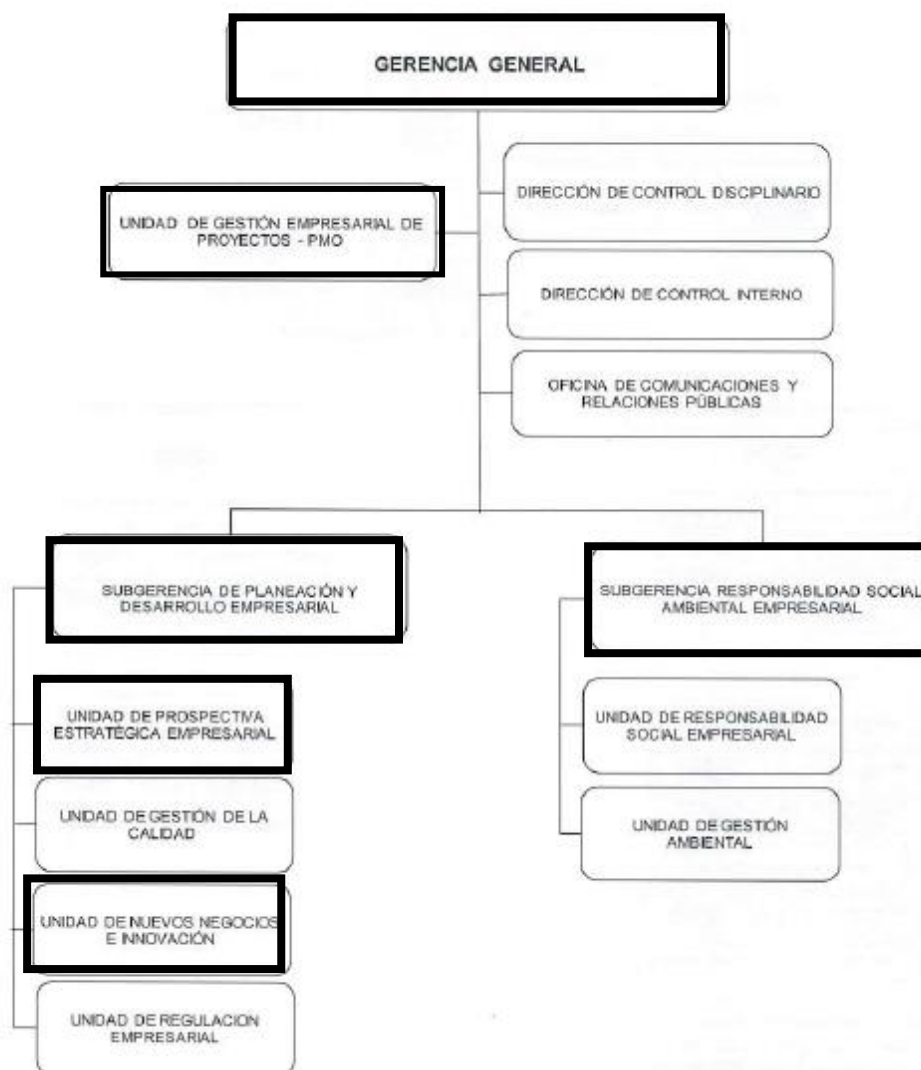 GERENCIA GENERAL
DIRECCIÓN DE CONTROL DISCIPLINARIO
UNIDAD DE GESTIÓN EMPRESARIAL DE
PROYECTOS - PMO
DIRECCIÓN DE CONTROL INTERNO
OFICINA DE COMUNICACIONES Y
RELACIONES PÚBLICAS
SUBGERENCIA DE PLANEACIÓN Y
DESARROLLO EMPRESARIAL
UNIDAD DE PROSPECTIVA
ESTRATÉGICA EMPRESARIAL
UNIDAD DE GESTIÓN DE LA
CALIDAD
UNIDAD DE NUEVOS NEGOCIOS
E INNOVACIÓN
UNIDAD DE REGULACION
EMPRESARIAL
SUBGERENCIA RESPONSABILIDAD SOCIAL
AMBIENTAL EMPRESARIAL
UNIDAD DE RESPONSABILIDAD
SOCIAL EMPRESARIAL
UNIDAD DE GESTIÓN
AMBIENTAL